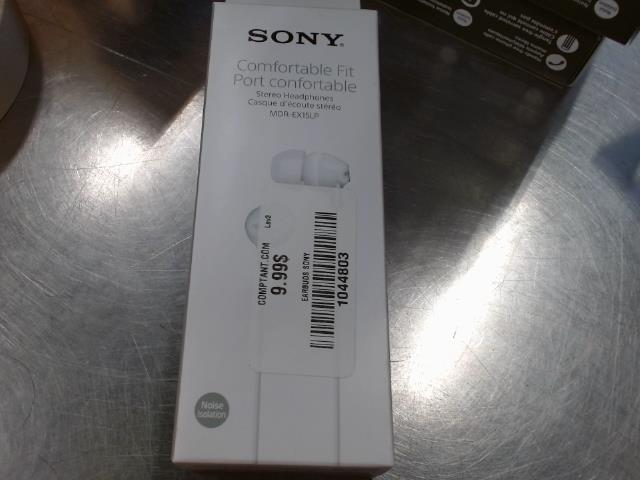 SONY
Comfortable Fit
Port confortable
Stereo Headphones
Casque d'écoute stéréo
MDR-EX15LP
COMPTANT.COM
Lev2
9.99$
EARBUDS SONY
1044803
Noise
Isolation